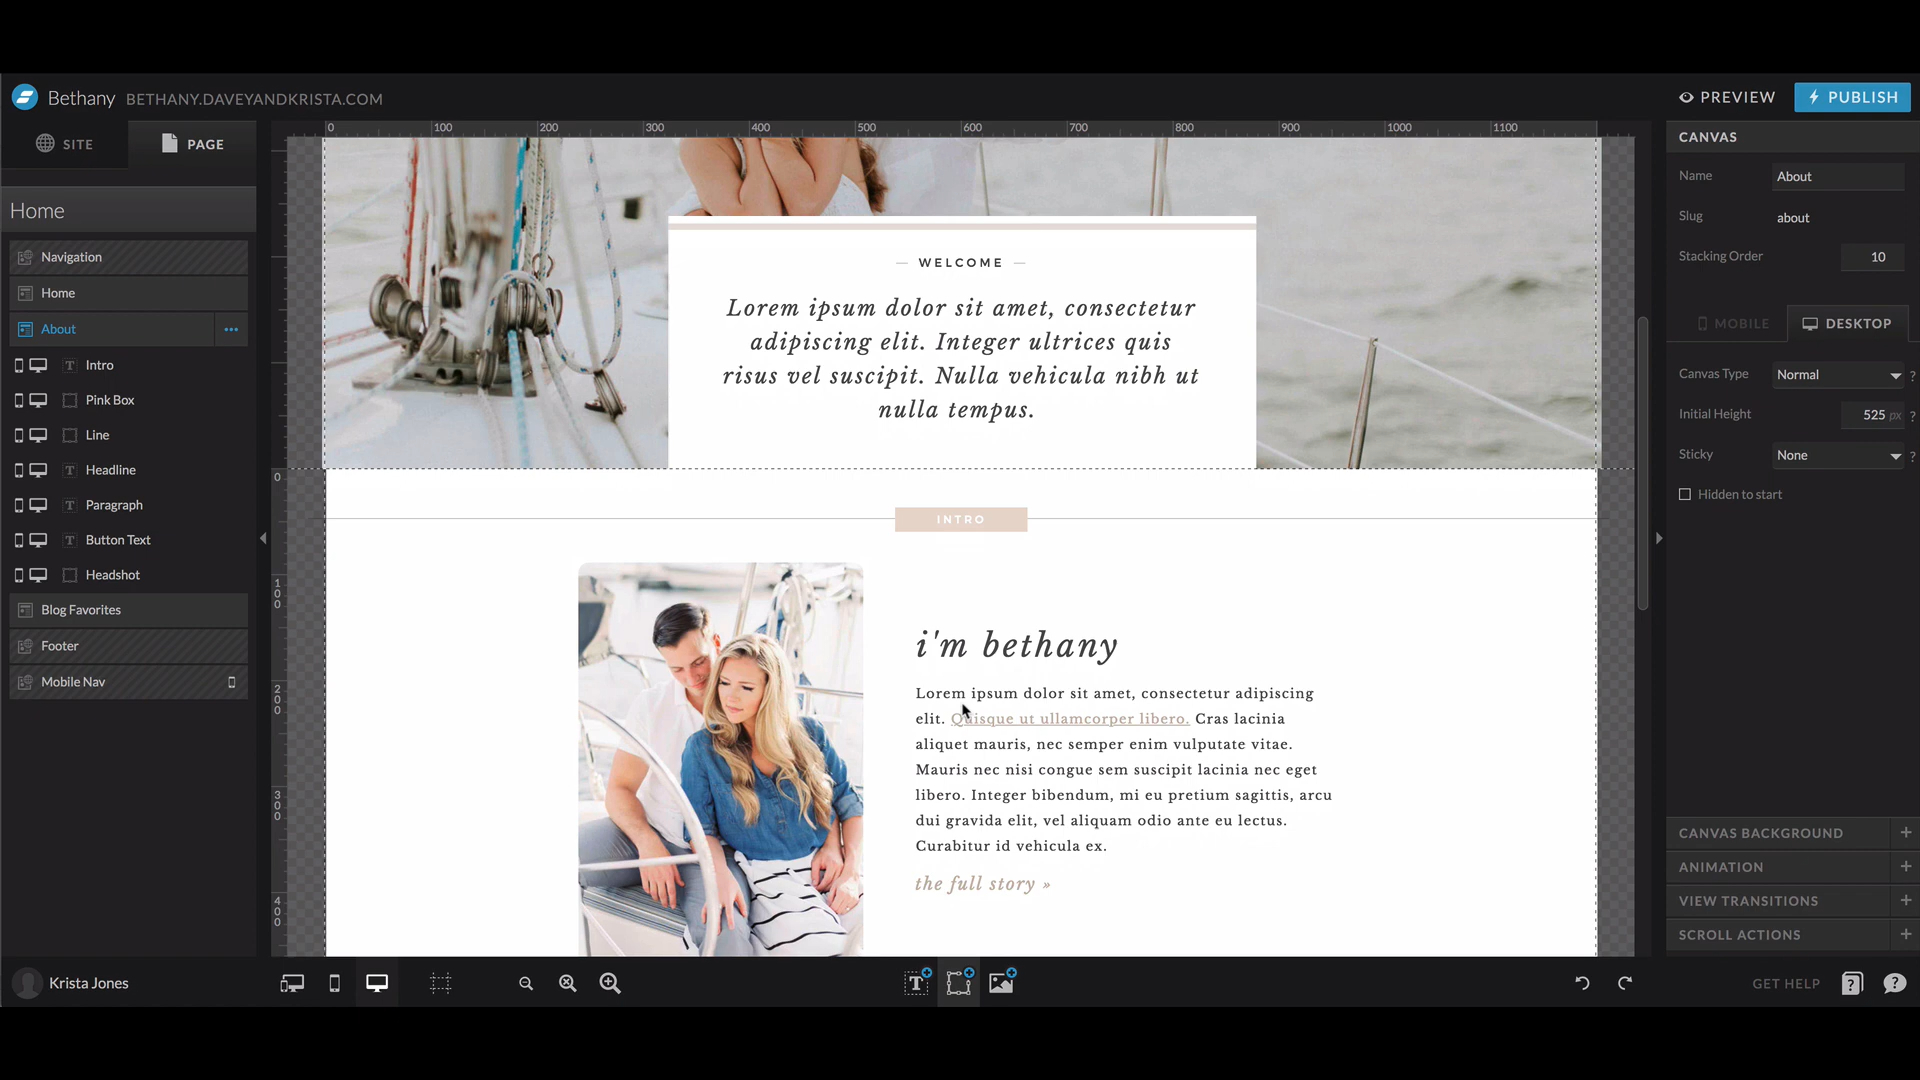 Bethany BETHANY.DAVEYANDKRISTA.COM
PREVIEW
PUBLISH
SITE
PAGE
0 100 200 300 400 500 600 700 800 900 1000 1100
CANVAS
Name About
Slug about
Stacking Order 10
MOBILE
DESKTOP
Canvas Type Normal ?
Initial Height 525 px ?
Sticky None ?
Hidden to start
Home
Navigation
Home
About
T Intro
Pink Box
Line
T Headline
T Paragraph
T Button Text
Headshot
Blog Favorites
Footer
Mobile Nav
— WELCOME —
Lorem ipsum dolor sit amet, consectetur
adipiscing elit. Integer ultrices quis
risus vel suscipit. Nulla vehicula nibh ut
nulla tempus.
0
100
200
300
400
INTRO
i'm bethany
Lorem ipsum dolor sit amet, consectetur adipiscing
elit. Quisque ut ullamcorper libero. Cras lacinia
aliquet mauris, nec semper enim vulputate vitae.
Mauris nec nisi congue sem suscipit lacinia nec eget
libero. Integer bibendum, mi eu pretium sagittis, arcu
dui gravida elit, vel aliquam odio ante eu lectus.
Curabitur id vehicula ex.
the full story »
CANVAS BACKGROUND +
ANIMATION +
VIEW TRANSITIONS +
SCROLL ACTIONS +
Krista Jones
T
GET HELP ? ?